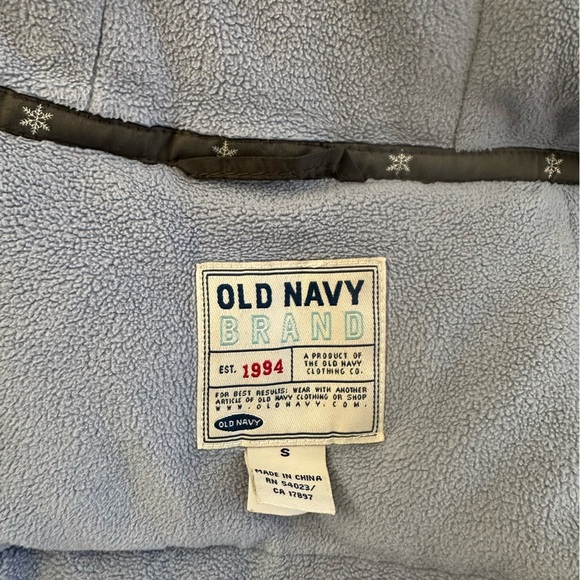 OLD NAVY
BRAND
EST. 1994
A PRODUCT OF
THE OLD NAVY
CLOTHING CO.
FOR BEST RESULTS: WEAR WITH ANOTHER
ARTICLE OF OLD NAVY CLOTHING OR SHOP
WWW.OLDNAVY.COM.
OLD NAVY
S
MADE IN CHINA
RN 54023/
CA 17897